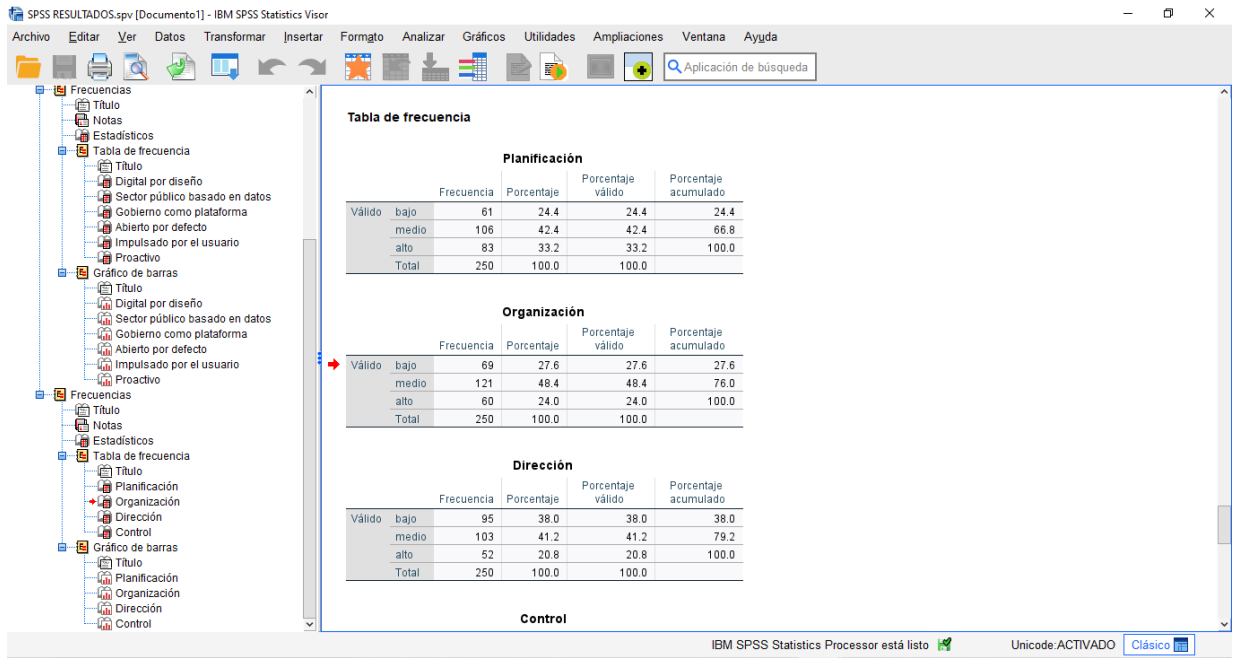 SPSS RESULTADOS.spv [Documento1] - IBM SPSS Statistics Visor
Archivo Editar Ver Datos Transformar Insertar Formato Analizar Gráficos Utilidades Ampliaciones Ventana Ayuda
Aplicación de búsqueda
Frecuencias
Título
Notas
Estadísticos
Tabla de frecuencia
Título
Digital por diseño
Sector público basado en datos
Gobierno como plataforma
Abierto por defecto
Impulsado por el usuario
Proactivo
Gráfico de barras
Título
Digital por diseño
Sector público basado en datos
Gobierno como plataforma
Abierto por defecto
Impulsado por el usuario
Proactivo
Frecuencias
Título
Notas
Estadísticos
Tabla de frecuencia
Título
Planificación
Organización
Dirección
Control
Gráfico de barras
Título
Planificación
Organización
Dirección
Control
Tabla de frecuencia
Planificación
Frecuencia Porcentaje Porcentaje válido Porcentaje acumulado
Válido bajo 61 24.4 24.4 24.4
medio 106 42.4 42.4 66.8
alto 83 33.2 33.2 100.0
Total 250 100.0 100.0
Organización
Frecuencia Porcentaje Porcentaje válido Porcentaje acumulado
Válido bajo 69 27.6 27.6 27.6
medio 121 48.4 48.4 76.0
alto 60 24.0 24.0 100.0
Total 250 100.0 100.0
Dirección
Frecuencia Porcentaje Porcentaje válido Porcentaje acumulado
Válido bajo 95 38.0 38.0 38.0
medio 103 41.2 41.2 79.2
alto 52 20.8 20.8 100.0
Total 250 100.0 100.0
Control
IBM SPSS Statistics Processor está listo Unicode:ACTIVADO Clásico